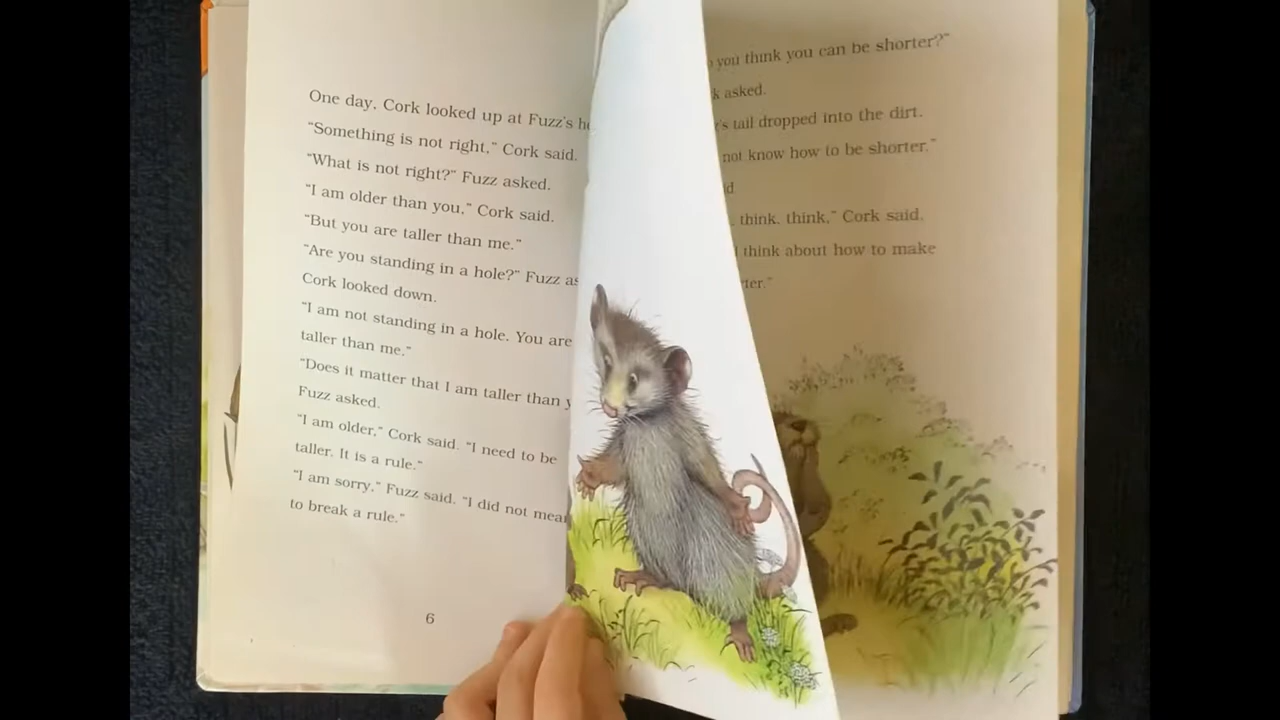 One day, Cork looked up at Fuzz's
"Something is not right," Cork said.
"What is not right?" Fuzz asked.
"I am older than you," Cork said.
"But you are taller than me."
"Are you standing in a hole?" Fuzz
Cork looked down.
"I am not standing in a hole. You are
taller than me."
"Does it matter that I am taller than
Fuzz asked.
"I am older," Cork said. "I need to be
taller. It is a rule."
"I am sorry," Fuzz said. "I did not
to break a rule."
6
you think you can be shorter?"
asked.
tail dropped into the dirt.
not know how to be shorter."
think, think," Cork said.
think about how to make